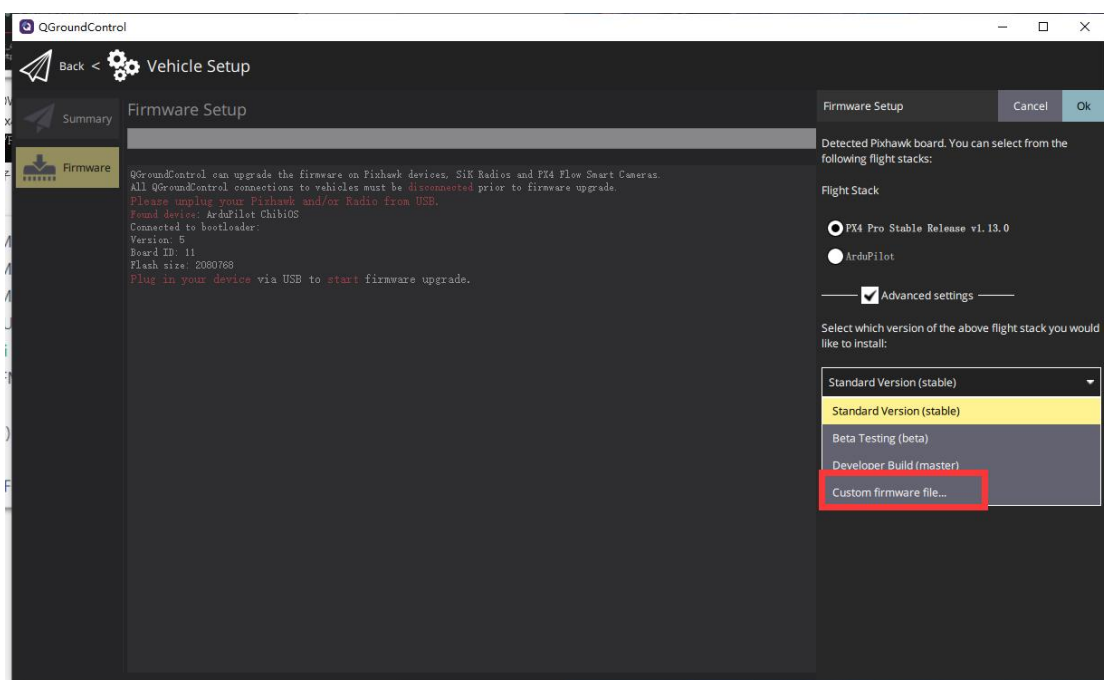 QGroundControl
Back < Vehicle Setup
Summary
Firmware
Firmware Setup
QGroundControl can upgrade the firmware on Pixhawk devices, SiK Radios and PX4 Flow Smart Cameras.
All QGroundControl connections to vehicles must be disconnected prior to firmware upgrade.
Please unplug your Pixhawk and/or Radio from USB.
Found device: ArduPilot ChibiOS
Connected to bootloader:
Version: 5
Board ID: 11
Flash size: 2080768
Plug in your device via USB to start firmware upgrade.
Firmware Setup
Cancel
Ok
Detected Pixhawk board. You can select from the
following flight stacks:
Flight Stack
PX4 Pro Stable Release v1.13.0
ArduPilot
Advanced settings
Select which version of the above flight stack you would
like to install:
Standard Version (stable)
Standard Version (stable)
Beta Testing (beta)
Developer Build (master)
Custom firmware file...